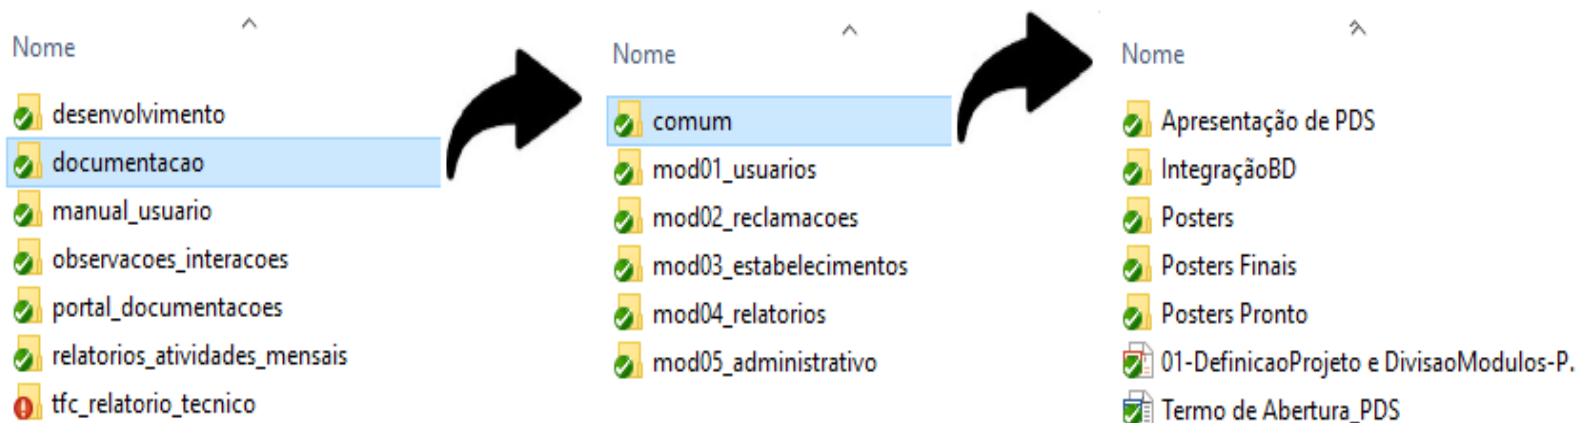 Nome
desenvolvimento
documentacao
manual_usuario
observacoes_interacoes
portal_documentacoes
relatorios_atividades_mensais
tfc_relatorio_tecnico
Nome
comum
mod01_usuarios
mod02_reclamacoes
mod03_estabelecimentos
mod04_relatorios
mod05_administrativo
Nome
Apresentação de PDS
IntegraçãoBD
Posters
Posters Finais
Posters Pronto
01-DefinicaoProjeto e DivisaoModulos-P.
Termo de Abertura_PDS